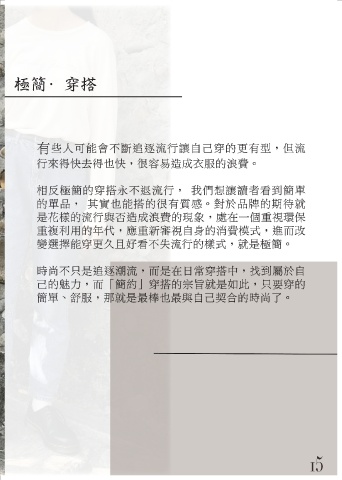 極簡· 穿搭
有些人可能會不斷追逐流行讓自己穿的更有型，但流
行來得快去得也快，很容易造成衣服的浪費。
相反極簡的穿搭永不退流行， 我們想讓讀者看到簡單
的單品， 其實也能搭的很有質感。對於品牌的期待就
是花樣的流行與否造成浪費的現象，處在一個重視環保
重複利用的年代，應重新審視自身的消費模式，進而改
變選擇能穿更久且好看不失流行的樣式，就是極簡。
時尚不只是追逐潮流，而是在日常穿搭中，找到屬於自
己的魅力，而「簡約」穿搭的宗旨就是如此，只要穿的
簡單、舒服，那就是最棒也最與自己契合的時尚了。
15